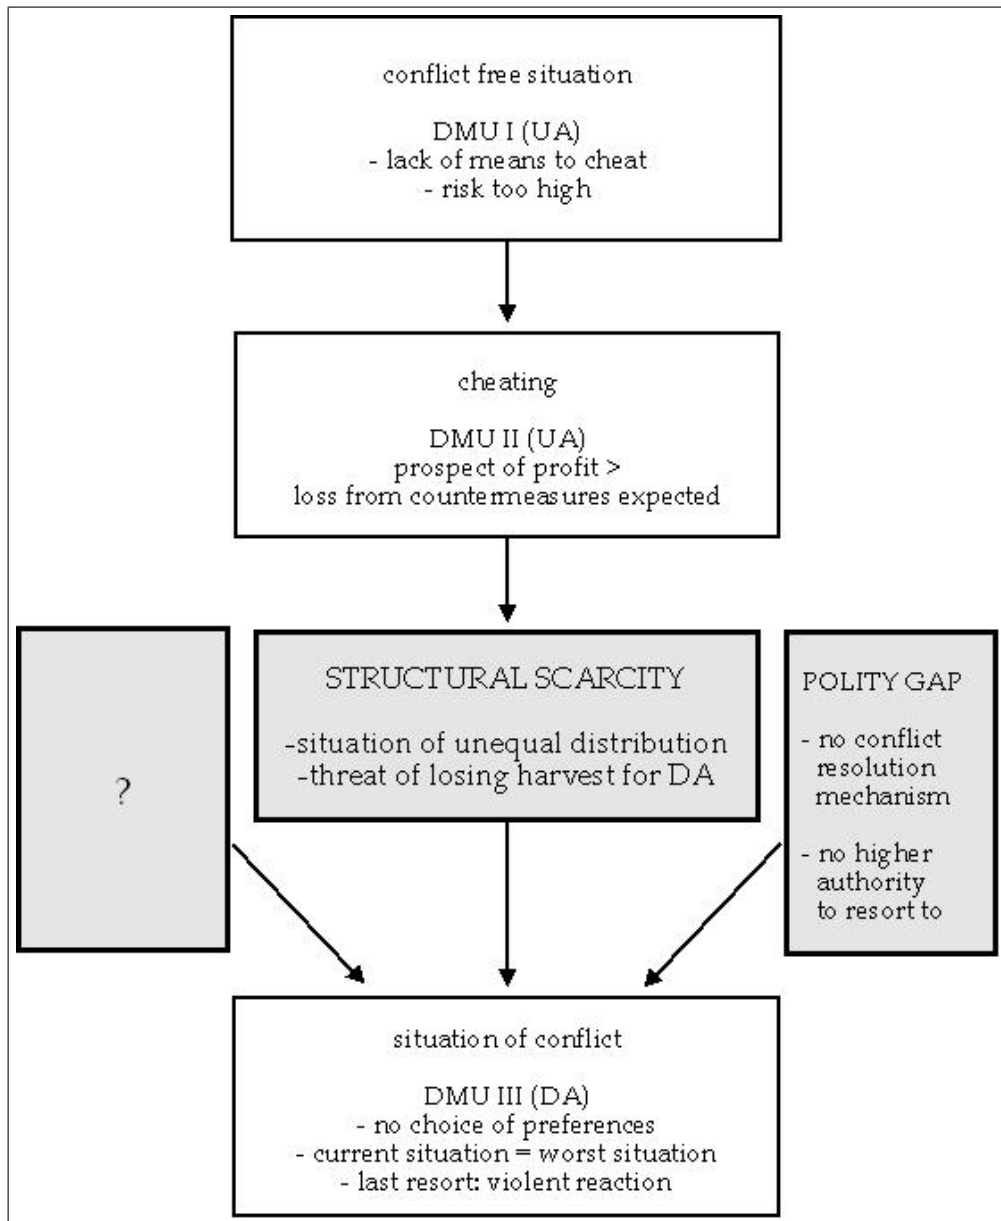 conflict free situation
DMU I (UA)
- lack of means to cheat
- risk too high
cheating
DMU II (UA)
prospect of profit >
loss from countermeasures expected
?
STRUCTURAL SCARCITY
-situation of unequal distribution
-threat of losing harvest for DA
POLITY GAP
- no conflict
resolution
mechanism
- no higher
authority
to resort to
situation of conflict
DMU III (DA)
- no choice of preferences
- current situation = worst situation
- last resort: violent reaction